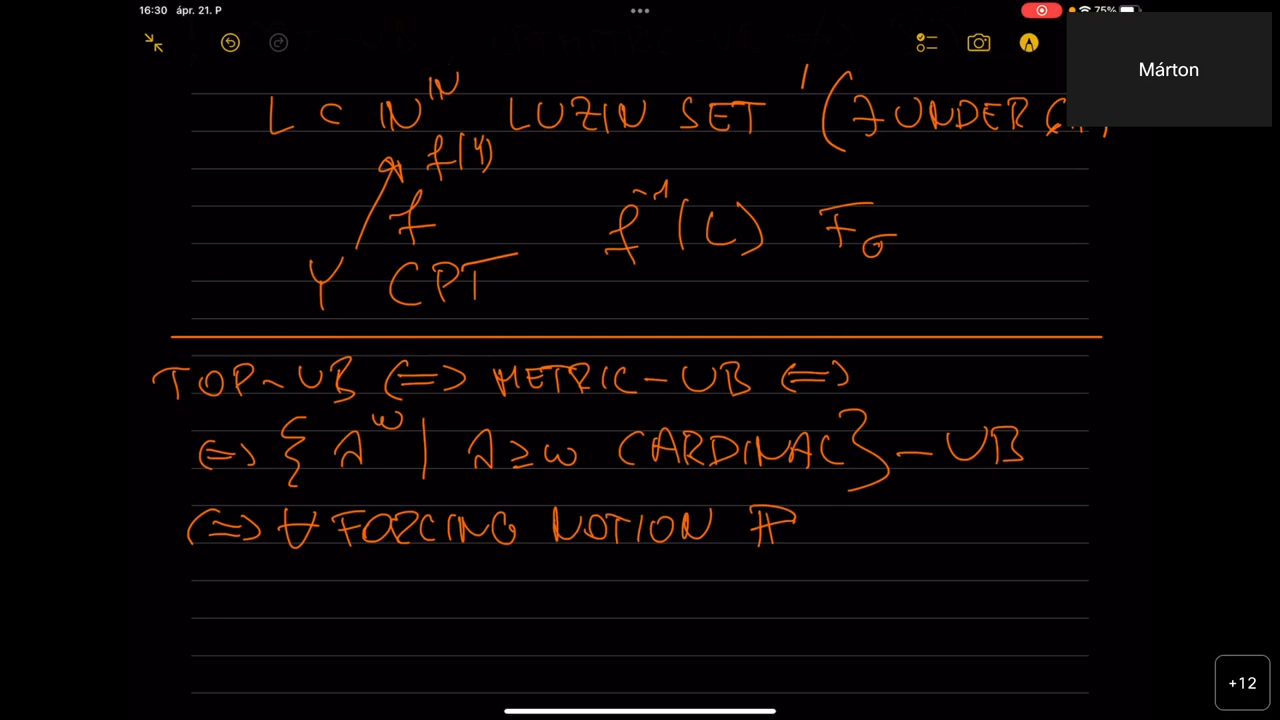 16:30 ápr. 21. P
75%
Márton
L ⊂ ℕ^ℕ LUZIN SET (∃ UNDER
f(Y)
f
f^{-1}(L) F_σ
Y CPT
TOP-UB ⟺ METRIC-UB ⟺
⟺ {λ^ω | λ ≥ ω CARDINAL} - UB
⟺ ∀ FORCING NOTION ℙ
+12